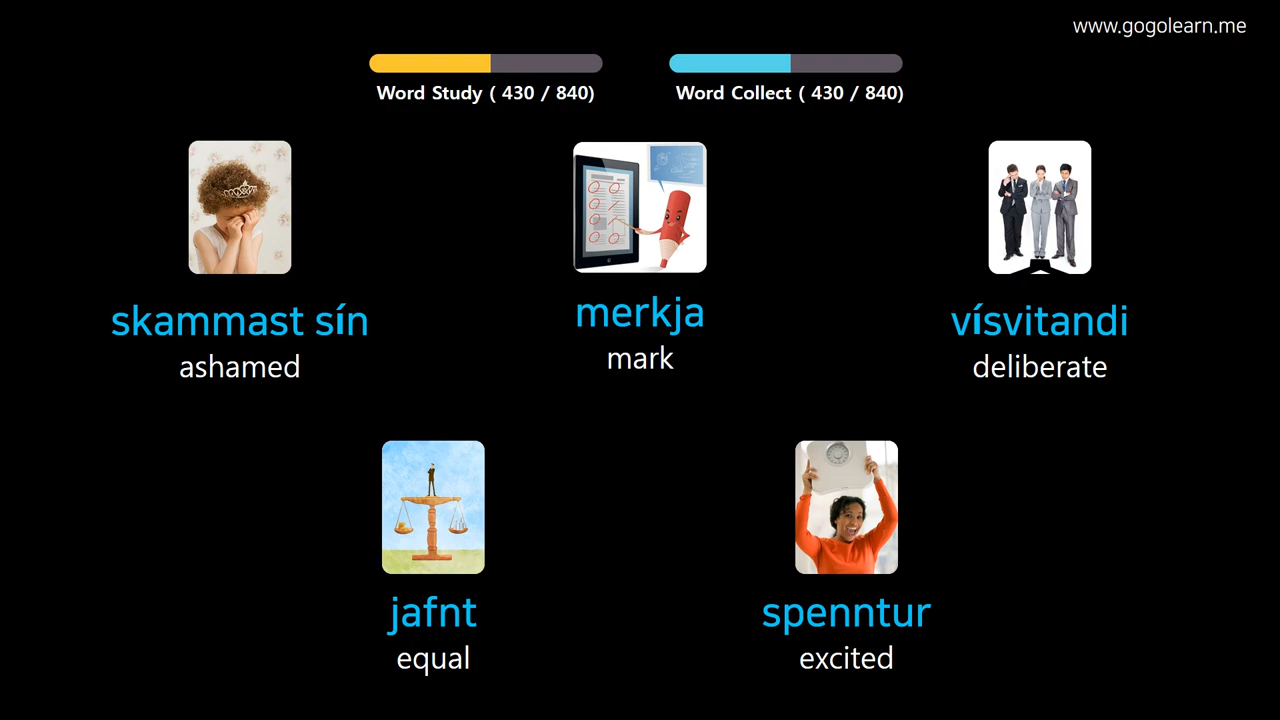 www.gogolearn.me
Word Study ( 430 / 840)
Word Collect ( 430 / 840)
skammast sín
ashamed
merkja
mark
vísvitandi
deliberate
jafnt
equal
spenntur
excited